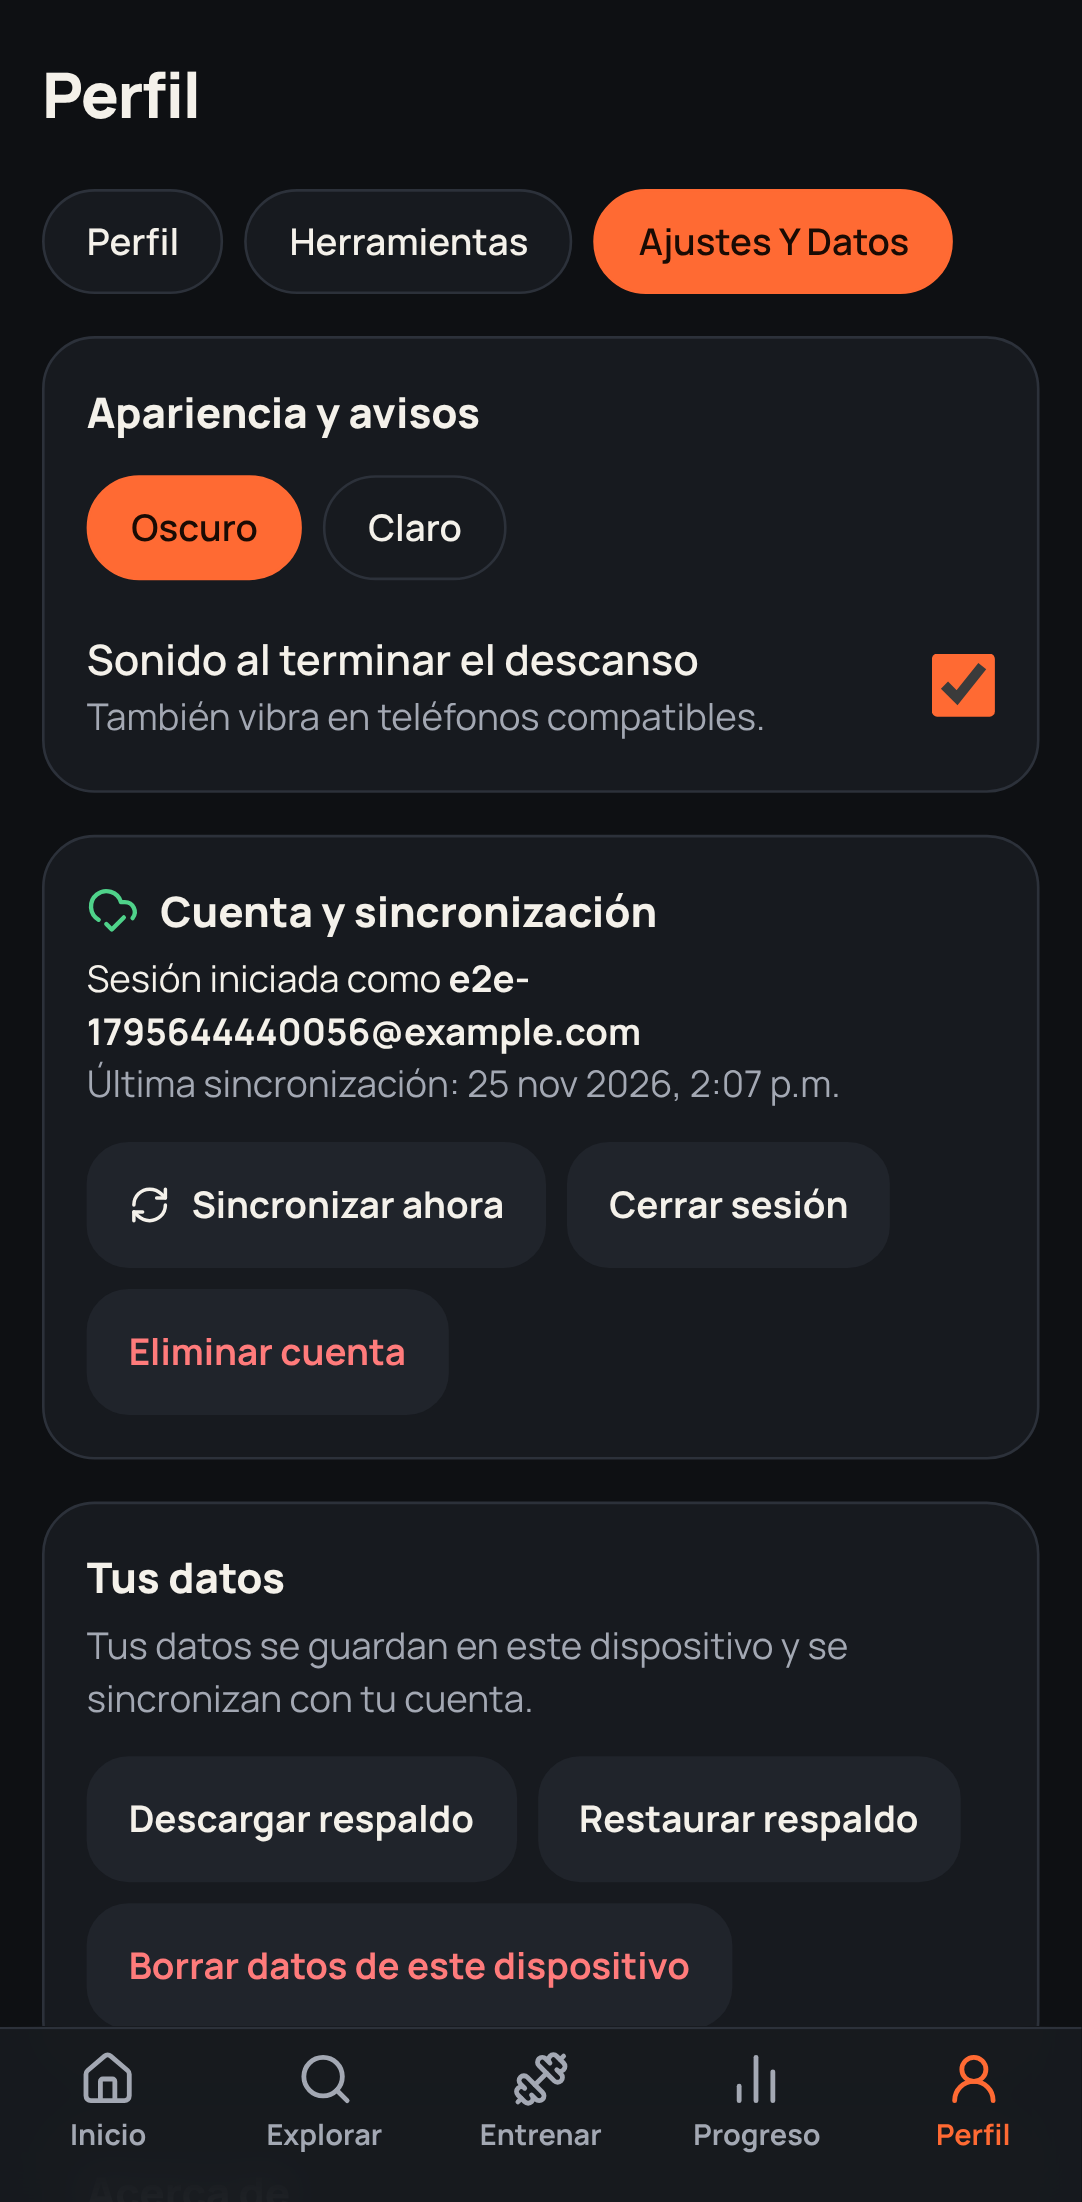 Perfil
Perfil
Herramientas
Ajustes Y Datos
Apariencia y avisos
Oscuro
Claro
Sonido al terminar el descanso
También vibra en teléfonos compatibles.
Cuenta y sincronización
Sesión iniciada como e2e-
1795644440056@example.com
Última sincronización: 25 nov 2026, 2:07 p.m.
Sincronizar ahora
Cerrar sesión
Eliminar cuenta
Tus datos
Tus datos se guardan en este dispositivo y se
sincronizan con tu cuenta.
Descargar respaldo
Restaurar respaldo
Borrar datos de este dispositivo
Inicio
Explorar
Entrenar
Progreso
Perfil
Acerca de